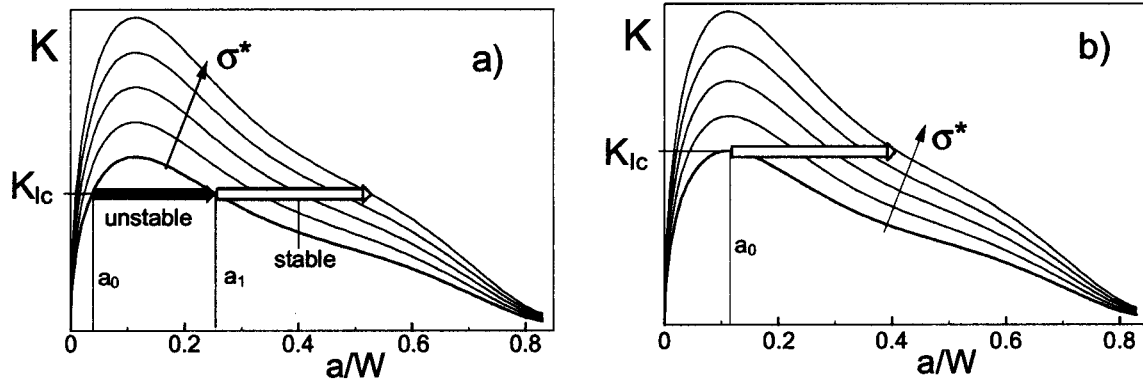 K
σ*
a)
K_Ic
unstable
stable
a₀
a₁
0
0.2
0.4
0.6
0.8
a/W
K
b)
σ*
K_Ic
a₀
0
0.2
0.4
0.6
0.8
a/W